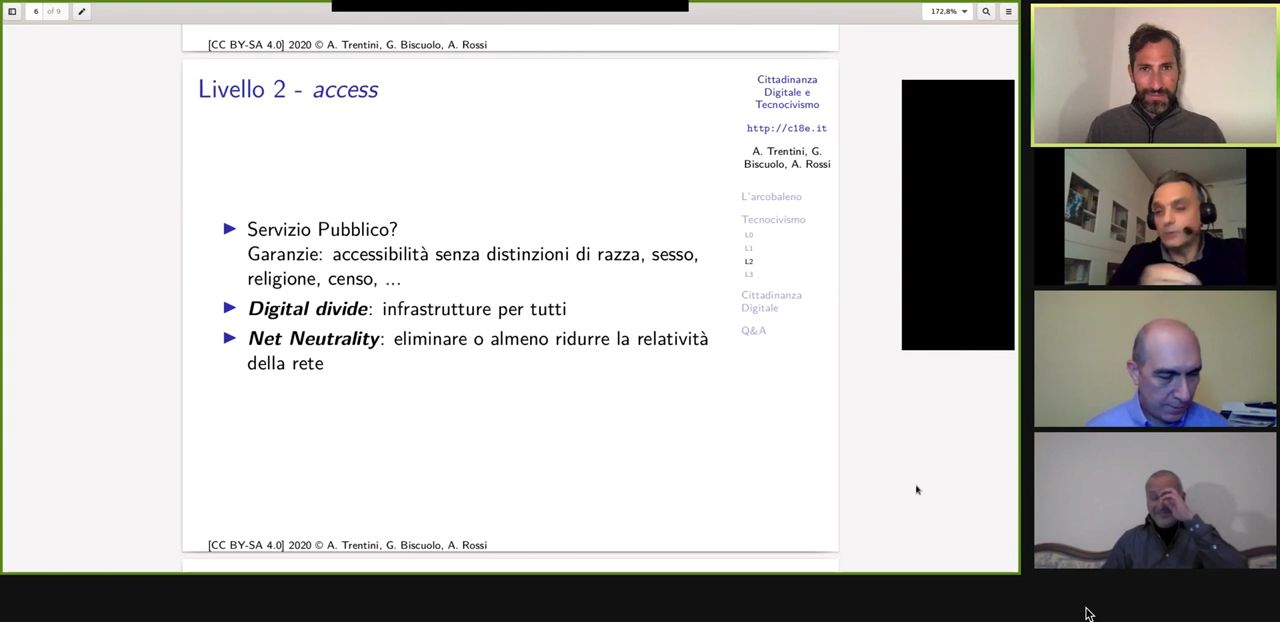 6 of 9
172,8%
[CC BY-SA 4.0] 2020 © A. Trentini, G. Biscuolo, A. Rossi
Livello 2 - access
Servizio Pubblico?
Garanzie: accessibilità senza distinzioni di razza, sesso,
religione, censo, ...
Digital divide: infrastrutture per tutti
Net Neutrality: eliminare o almeno ridurre la relatività
della rete
Cittadinanza
Digitale e
Tecnocivismo
http://c18e.it
A. Trentini, G.
Biscuolo, A. Rossi
L'arcobaleno
Tecnocivismo
L0
L1
L2
L3
Cittadinanza
Digitale
Q&A
[CC BY-SA 4.0] 2020 © A. Trentini, G. Biscuolo, A. Rossi